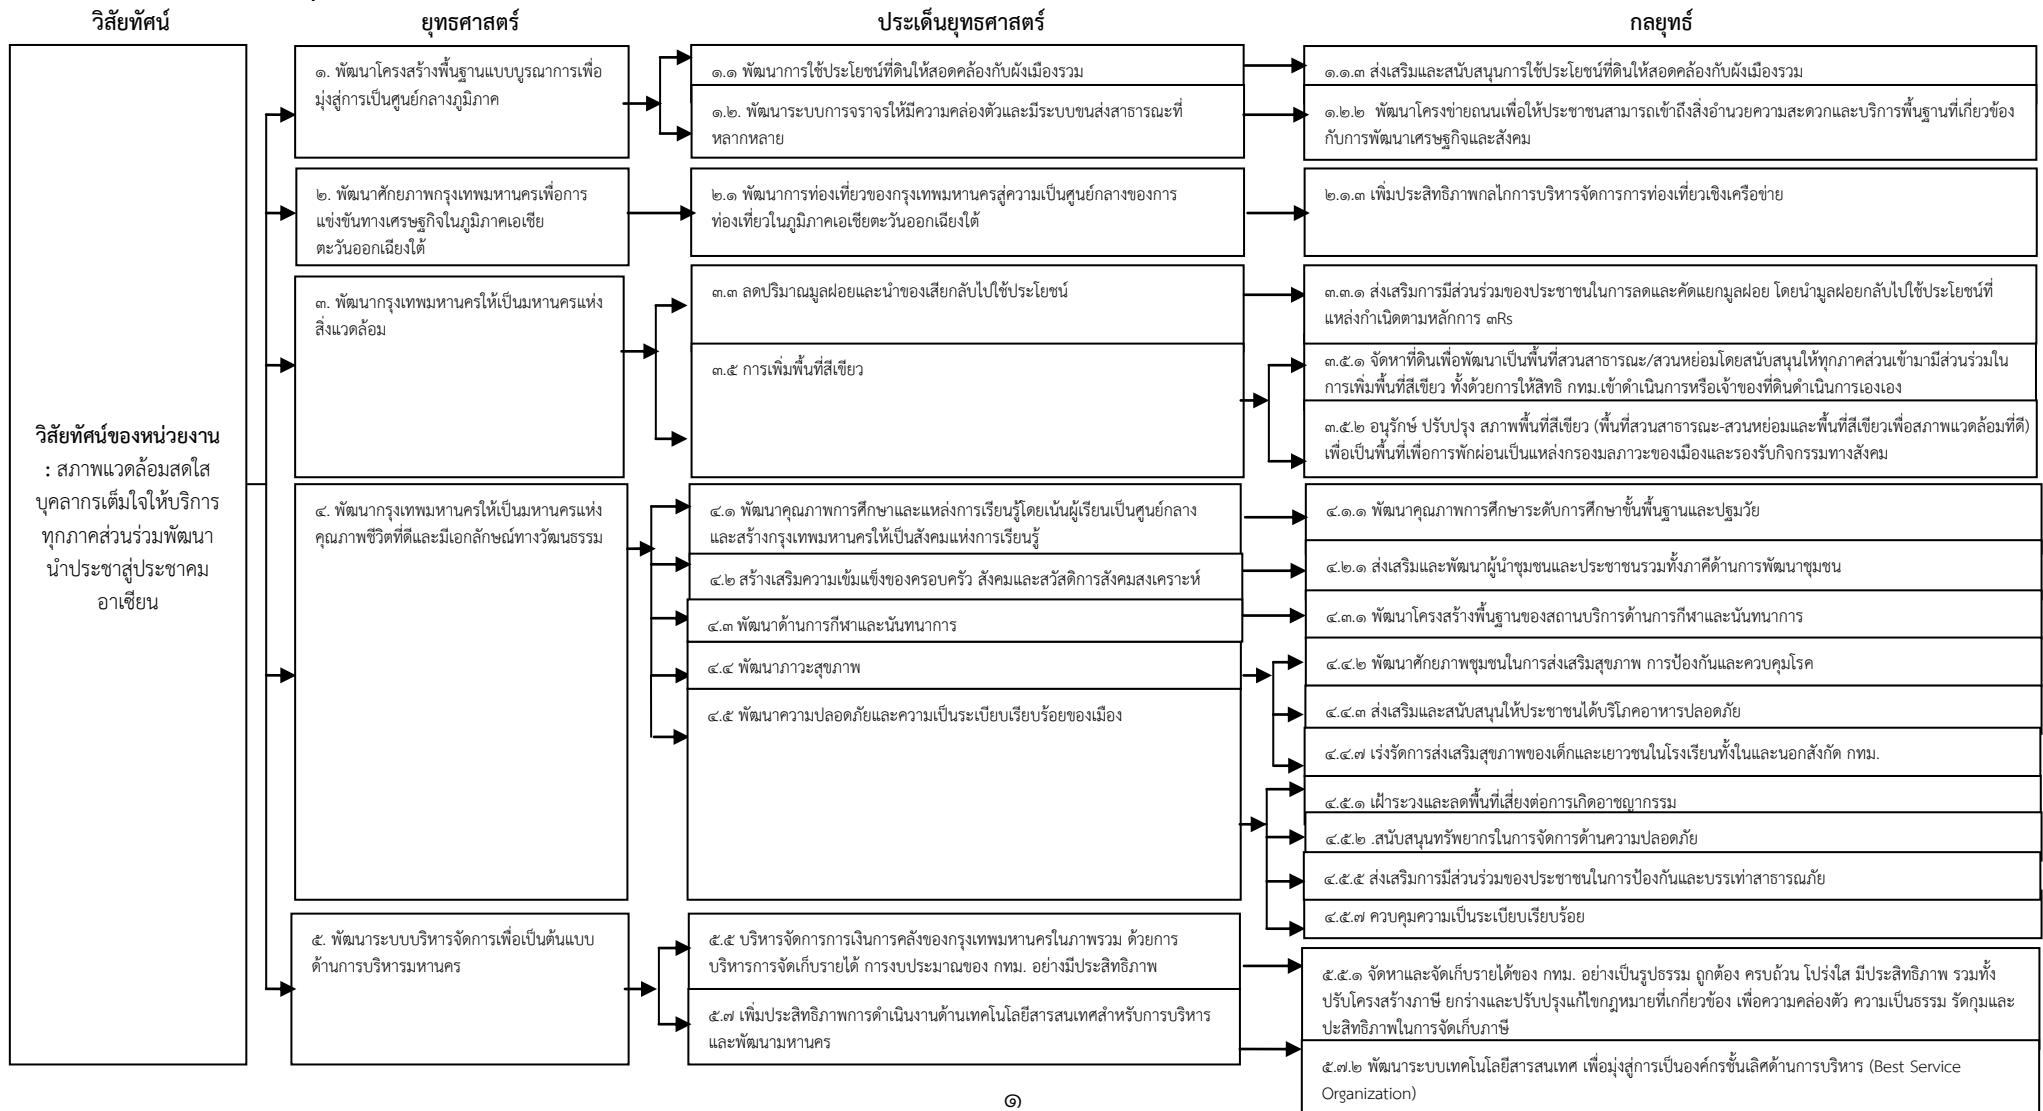 วิสัยทัศน์
ยุทธศาสตร์
ประเด็นยุทธศาสตร์
กลยุทธ์
วิสัยทัศน์ของหน่วยงาน
: สภาพแวดล้อมสดใส
บุคลากรเต็มใจให้บริการ
ทุกภาคส่วนร่วมพัฒนา
นำประชาสู่ประชาคม
อาเซียน
๑. พัฒนาโครงสร้างพื้นฐานแบบบูรณาการเพื่อ
มุ่งสู่การเป็นศูนย์กลางภูมิภาค
๑.๑ พัฒนาการใช้ประโยชน์ที่ดินให้สอดคล้องกับผังเมืองรวม
๑.๑.๓ ส่งเสริมและสนับสนุนการใช้ประโยชน์ที่ดินให้สอดคล้องกับผังเมืองรวม
๑.๒. พัฒนาระบบการจราจรให้มีความคล่องตัวและมีระบบขนส่งสาธารณะที่
หลากหลาย
๑.๒.๒ พัฒนาโครงข่ายถนนเพื่อให้ประชาชนสามารถเข้าถึงสิ่งอำนวยความสะดวกและบริการพื้นฐานที่เกี่ยวข้อง
กับการพัฒนาเศรษฐกิจและสังคม
๒. พัฒนาศักยภาพกรุงเทพมหานครเพื่อการ
แข่งขันทางเศรษฐกิจในภูมิภาคเอเชีย
ตะวันออกเฉียงใต้
๒.๑ พัฒนาการท่องเที่ยวของกรุงเทพมหานครสู่ความเป็นศูนย์กลางของการ
ท่องเที่ยวในภูมิภาคเอเชียตะวันออกเฉียงใต้
๒.๑.๓ เพิ่มประสิทธิภาพกลไกการบริหารจัดการการท่องเที่ยวเชิงเครือข่าย
๓. พัฒนากรุงเทพมหานครให้เป็นมหานครแห่ง
สิ่งแวดล้อม
๓.๓ ลดปริมาณมูลฝอยและนำของเสียกลับไปใช้ประโยชน์
๓.๓.๑ ส่งเสริมการมีส่วนร่วมของประชาชนในการลดและคัดแยกมูลฝอย โดยนำมูลฝอยกลับไปใช้ประโยชน์ที่
แหล่งกำเนิดตามหลักการ ๓Rs
๓.๕ การเพิ่มพื้นที่สีเขียว
๓.๕.๑ จัดหาที่ดินเพื่อพัฒนาเป็นพื้นที่สวนสาธารณะ/สวนหย่อมโดยสนับสนุนให้ทุกภาคส่วนเข้ามามีส่วนร่วมใน
การเพิ่มพื้นที่สีเขียว ทั้งด้วยการให้สิทธิ กทม.เข้าดำเนินการหรือเจ้าของที่ดินดำเนินการเองเอง
๓.๕.๒ อนุรักษ์ ปรับปรุง สภาพพื้นที่สีเขียว (พื้นที่สวนสาธารณะ-สวนหย่อมและพื้นที่สีเขียวเพื่อสภาพแวดล้อมที่ดี)
เพื่อเป็นพื้นที่เพื่อการพักผ่อนเป็นแหล่งกรองมลภาวะของเมืองและรองรับกิจกรรมทางสังคม
๔. พัฒนากรุงเทพมหานครให้เป็นมหานครแห่ง
คุณภาพชีวิตที่ดีและมีเอกลักษณ์ทางวัฒนธรรม
๔.๑ พัฒนาคุณภาพการศึกษาและแหล่งการเรียนรู้โดยเน้นผู้เรียนเป็นศูนย์กลาง
และสร้างกรุงเทพมหานครให้เป็นสังคมแห่งการเรียนรู้
๔.๑.๑ พัฒนาคุณภาพการศึกษาระดับการศึกษาขั้นพื้นฐานและปฐมวัย
๔.๒ สร้างเสริมความเข้มแข็งของครอบครัว สังคมและสวัสดิการสังคมสงเคราะห์
๔.๒.๑ ส่งเสริมและพัฒนาผู้นำชุมชนและประชาชนรวมทั้งภาคีด้านการพัฒนาชุมชน
๔.๓ พัฒนาด้านการกีฬาและนันทนาการ
๔.๓.๑ พัฒนาโครงสร้างพื้นฐานของสถานบริการด้านการกีฬาและนันทนาการ
๔.๔ พัฒนาภาวะสุขภาพ
๔.๔.๒ พัฒนาศักยภาพชุมชนในการส่งเสริมสุขภาพ การป้องกันและควบคุมโรค
๔.๔.๓ ส่งเสริมและสนับสนุนให้ประชาชนได้บริโภคอาหารปลอดภัย
๔.๔.๗ เร่งรัดการส่งเสริมสุขภาพของเด็กและเยาวชนในโรงเรียนทั้งในและนอกสังกัด กทม.
๔.๕ พัฒนาความปลอดภัยและความเป็นระเบียบเรียบร้อยของเมือง
๔.๕.๑ เฝ้าระวงและลดพื้นที่เสี่ยงต่อการเกิดอาชญากรรม
๔.๕.๒ .สนับสนุนทรัพยากรในการจัดการด้านความปลอดภัย
๔.๕.๕ ส่งเสริมการมีส่วนร่วมของประชาชนในการป้องกันและบรรเท่าสาธารณภัย
๔.๕.๗ ควบคุมความเป็นระเบียบเรียบร้อย
๕. พัฒนาระบบบริหารจัดการเพื่อเป็นต้นแบบ
ด้านการบริหารมหานคร
๕.๕ บริหารจัดการการเงินการคลังของกรุงเทพมหานครในภาพรวม ด้วยการ
บริหารการจัดเก็บรายได้ การงบประมาณของ กทม. อย่างมีประสิทธิภาพ
๕.๕.๑ จัดหาและจัดเก็บรายได้ของ กทม. อย่างเป็นรูปธรรม ถูกต้อง ครบถ้วน โปร่งใส มีประสิทธิภาพ รวมทั้ง
ปรับโครงสร้างภาษี ยกร่างและปรับปรุงแก้ไขกฎหมายที่เกกี่ยวข้อง เพื่อความคล่องตัว ความเป็นธรรม รัดกุมและ
ปะสิทธิภาพในการจัดเก็บภาษี
๕.๗ เพิ่มประสิทธิภาพการดำเนินงานด้านเทคโนโลยีสารสนเทศสำหรับการบริหาร
และพัฒนามหานคร
๕.๗.๒ พัฒนาระบบเทคโนโลยีสารสนเทศ เพื่อมุ่งสู่การเป็นองค์กรชั้นเลิศด้านการบริหาร (Best Service
Organization)
๑